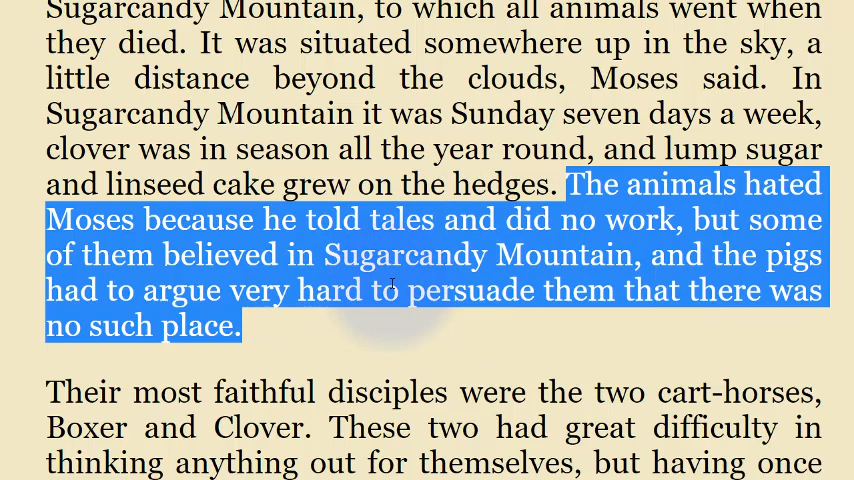 Sugarcandy Mountain, to which all animals went when
they died. It was situated somewhere up in the sky, a
little distance beyond the clouds, Moses said. In
Sugarcandy Mountain it was Sunday seven days a week,
clover was in season all the year round, and lump sugar
and linseed cake grew on the hedges. The animals hated
Moses because he told tales and did no work, but some
of them believed in Sugarcandy Mountain, and the pigs
had to argue very hard to persuade them that there was
no such place.
Their most faithful disciples were the two cart-horses,
Boxer and Clover. These two had great difficulty in
thinking anything out for themselves, but having once